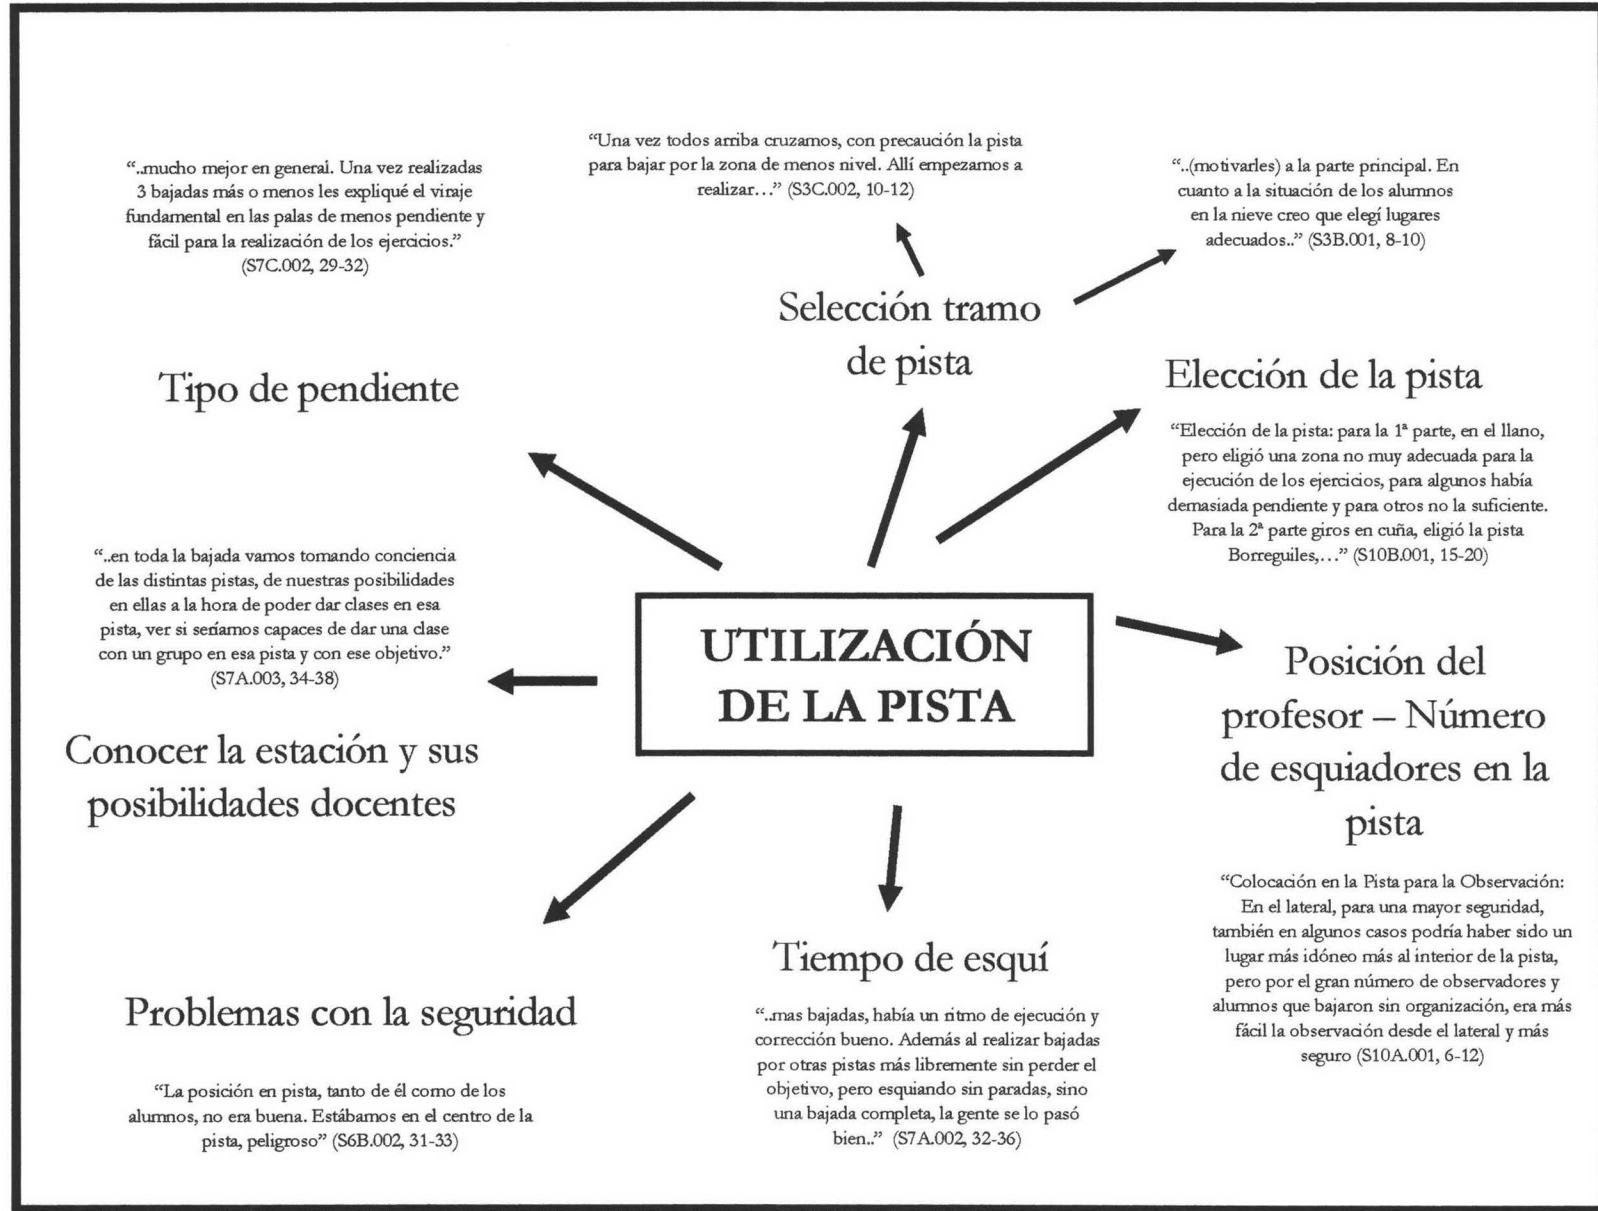 “..mucho mejor en general. Una vez realizadas
3 bajadas más o menos les expliqué el viraje
fundamental en las palas de menos pendiente y
fácil para la realización de los ejercicios.”
(S7C.002, 29-32)
Tipo de pendiente
“Una vez todos arriba cruzamos, con precaución la pista
para bajar por la zona de menos nivel. Allí empezamos a
realizar…” (S3C.002, 10-12)
“..(motivarles) a la parte principal. En
cuanto a la situación de los alumnos
en la nieve creo que elegí lugares
adecuados..” (S3B.001, 8-10)
Selección tramo
de pista
Elección de la pista
“Elección de la pista: para la 1ª parte, en el llano,
pero eligió una zona no muy adecuada para la
ejecución de los ejercicios, para algunos había
demasiada pendiente y para otros no la suficiente.
Para la 2ª parte giros en cuña, eligió la pista
Borreguiles,…” (S10B.001, 15-20)
“..en toda la bajada vamos tomando conciencia
de las distintas pistas, de nuestras posibilidades
en ellas a la hora de poder dar clases en esa
pista, ver si seríamos capaces de dar una clase
con un grupo en esa pista y con ese objetivo.”
(S7A.003, 34-38)
Conocer la estación y sus
posibilidades docentes
UTILIZACIÓN
DE LA PISTA
Posición del
profesor – Número
de esquiadores en la
pista
“Colocación en la Pista para la Observación:
En el lateral, para una mayor seguridad,
también en algunos casos podría haber sido un
lugar más idóneo más al interior de la pista,
pero por el gran número de observadores y
alumnos que bajaron sin organización, era más
fácil la observación desde el lateral y más
seguro (S10A.001, 6-12)
Problemas con la seguridad
“La posición en pista, tanto de él como de los
alumnos, no era buena. Estábamos en el centro de la
pista, peligroso” (S6B.002, 31-33)
Tiempo de esquí
“..mas bajadas, había un ritmo de ejecución y
corrección bueno. Además al realizar bajadas
por otras pistas más libremente sin perder el
objetivo, pero esquiando sin paradas, sino
una bajada completa, la gente se lo pasó
bien..” (S7A.002, 32-36)